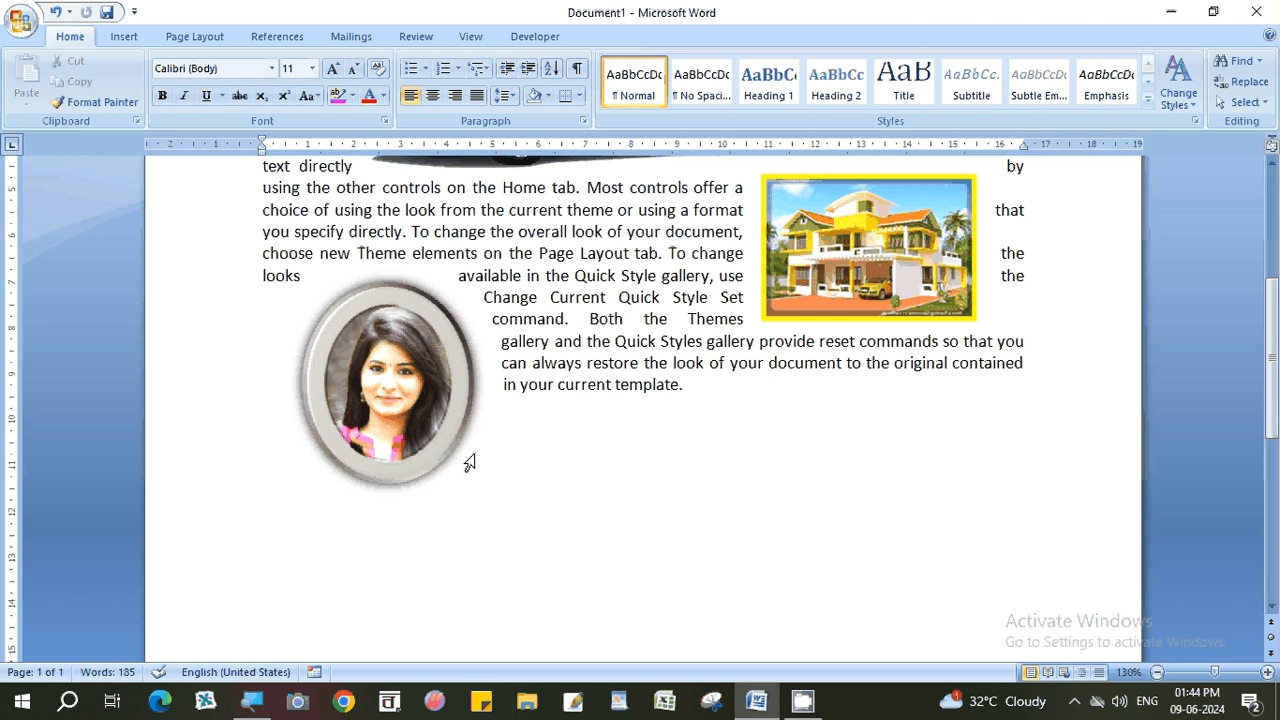 Document1 - Microsoft Word
Home Insert Page Layout References Mailings Review View Developer
Paste
Cut
Copy
Format Painter
Clipboard
Calibri (Body) 11
Font
Paragraph
AaBbCcDc AaBbCcDc AaBbCc AaBbCc AaB AaBbCc. AaBbCcDc AaBbCcDc
¶ Normal ¶ No Spaci... Heading 1 Heading 2 Title Subtitle Subtle Em... Emphasis
Change Styles
Styles
Find
Replace
Select
Editing
text directly by
using the other controls on the Home tab. Most controls offer a
choice of using the look from the current theme or using a format that
you specify directly. To change the overall look of your document,
choose new Theme elements on the Page Layout tab. To change the
looks available in the Quick Style gallery, use the
Change Current Quick Style Set
command. Both the Themes
gallery and the Quick Styles gallery provide reset commands so that you
can always restore the look of your document to the original contained
in your current template.
Activate Windows
Go to Settings to activate Windows.
Page: 1 of 1 Words: 185 English (United States) 130%
32°C Cloudy ENG 01:44 PM
09-06-2024